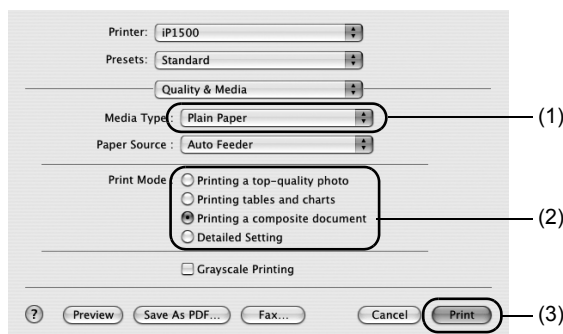 Printer: iP1500
Presets: Standard
Quality & Media
Media Type : Plain Paper (1)
Paper Source : Auto Feeder
Print Mode : Printing a top-quality photo
Printing tables and charts
Printing a composite document (2)
Detailed Setting
Grayscale Printing
? Preview Save As PDF... Fax... Cancel Print (3)